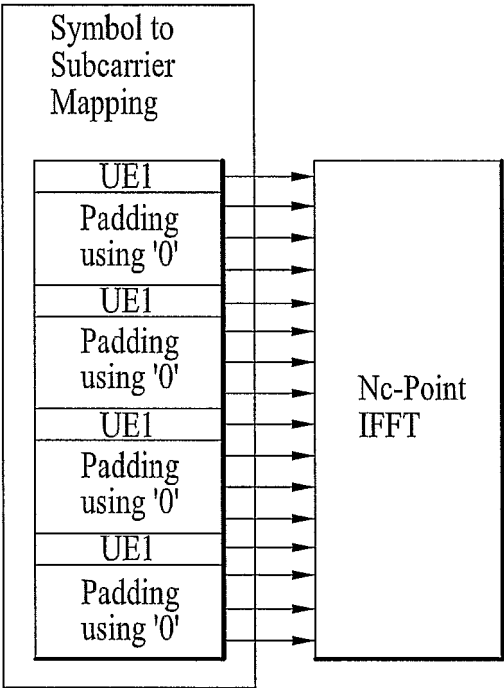 Symbol to
Subcarrier
Mapping
UE1
Padding
using '0'
UE1
Padding
using '0'
UE1
Padding
using '0'
UE1
Padding
using '0'
Nc-Point
IFFT